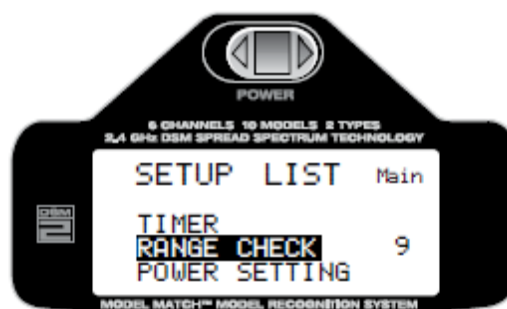 POWER
6 CHANNELS 10 MODELS 2 TYPES
2.4 GHz DSM SPREAD SPECTRUM TECHNOLOGY
SETUP LIST Main
DSM
2
TIMER
RANGE CHECK 9
POWER SETTING
MODEL MATCH™ MODEL RECOGNITION SYSTEM